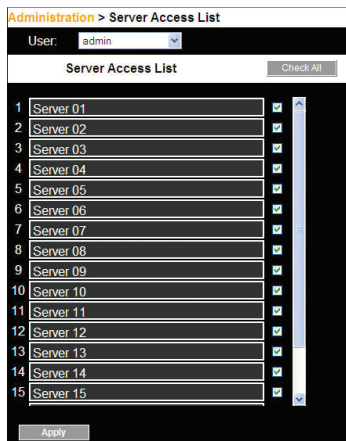 Administration > Server Access List
User: admin
Server Access List Check All
1 Server 01
2 Server 02
3 Server 03
4 Server 04
5 Server 05
6 Server 06
7 Server 07
8 Server 08
9 Server 09
10 Server 10
11 Server 11
12 Server 12
13 Server 13
14 Server 14
15 Server 15
Apply